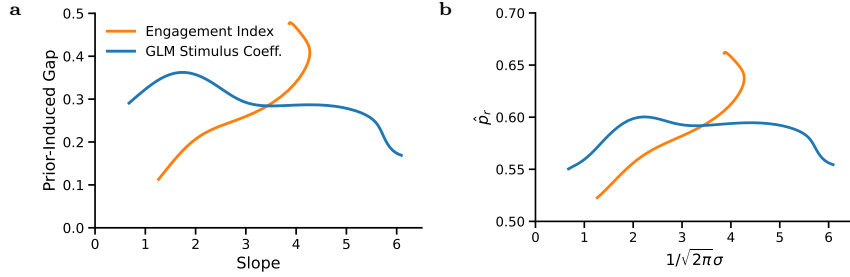 a
Engagement Index
GLM Stimulus Coeff.
Prior-Induced Gap
0.5
0.4
0.3
0.2
0.1
0.0
0 1 2 3 4 5 6
Slope
b
p̂_r
0.70
0.65
0.60
0.55
0.50
0 1 2 3 4 5 6
1/√2πσ